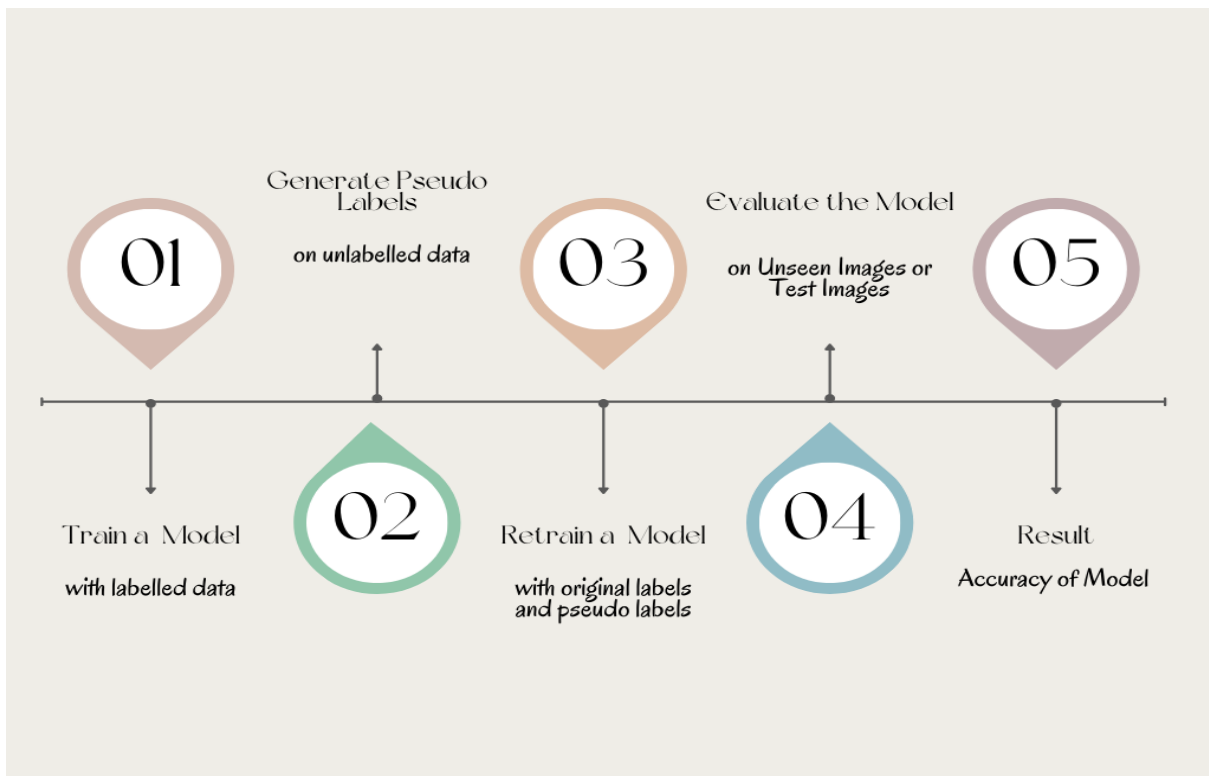 01
Train a Model
with labelled data
Generate Pseudo
Labels
on unlabelled data
02
03
Retrain a Model
with original labels
and pseudo labels
Evaluate the Model
on Unseen Images or
Test Images
04
05
Result
Accuracy of Model